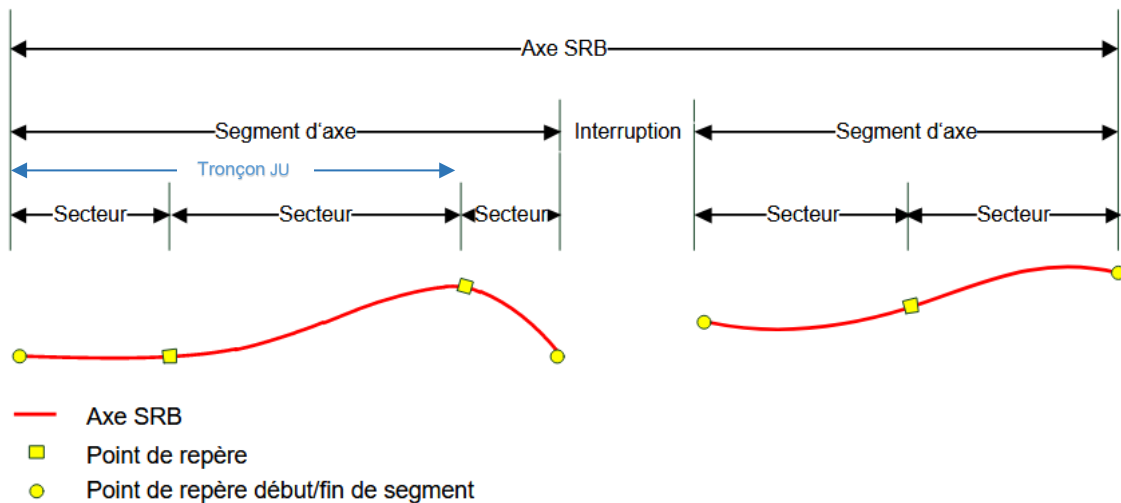 Axe SRB
Segment d'axe Interruption Segment d'axe
Tronçon JU
Secteur Secteur Secteur Secteur Secteur
Axe SRB
Point de repère
Point de repère début/fin de segment